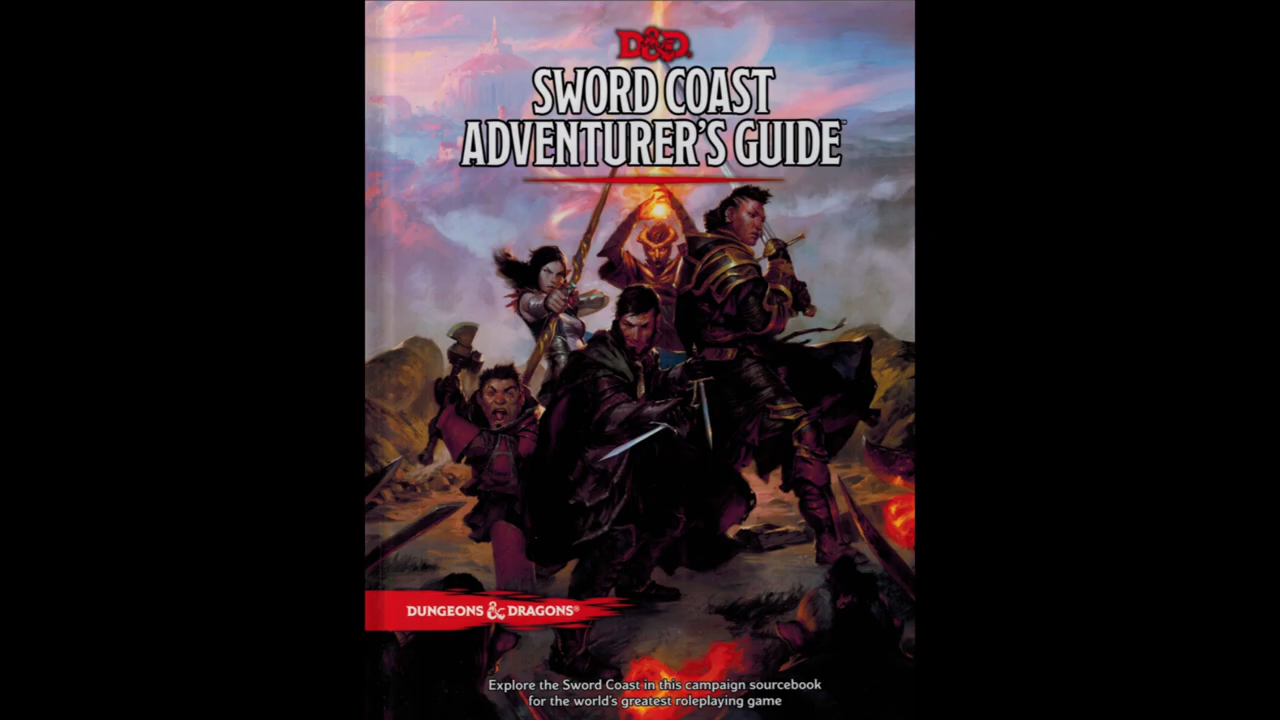 D&D®
SWORD COAST
ADVENTURER'S GUIDE™
DUNGEONS & DRAGONS®
Explore the Sword Coast in this campaign sourcebook
for the world's greatest roleplaying game